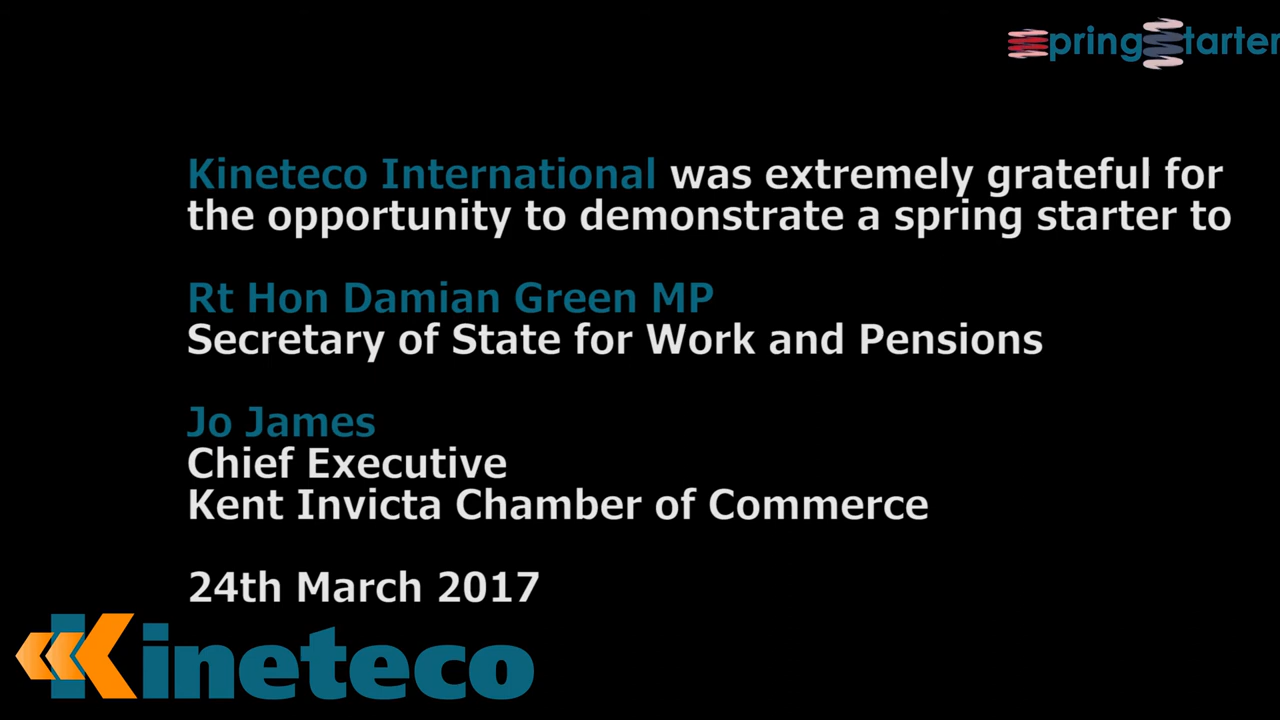 SpringStarter
Kineteco International was extremely grateful for
the opportunity to demonstrate a spring starter to
Rt Hon Damian Green MP
Secretary of State for Work and Pensions
Jo James
Chief Executive
Kent Invicta Chamber of Commerce
24th March 2017
Kineteco